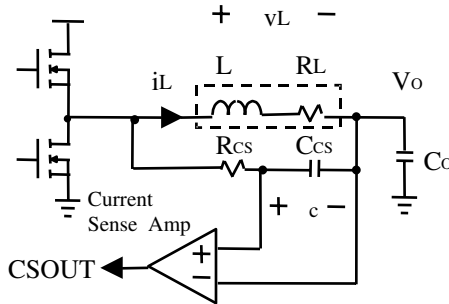 + vL −
iL L RL VO
RCS CCS
CO
+ c −
Current
Sense Amp
CSOUT
+
−